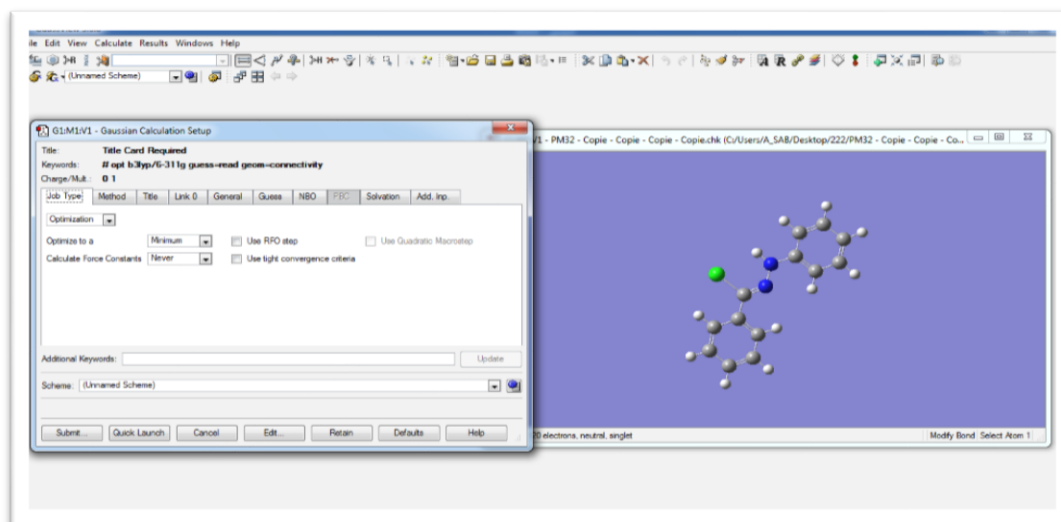 ile Edit View Calculate Results Windows Help
(Unnamed Scheme)
G1:M1:V1 - Gaussian Calculation Setup
Title: Title Card Required
Keywords: # opt b3lyp/6-311g guess=read geom=connectivity
Charge/Mult.: 0 1
Job Type Method Title Link 0 General Guess NBO PBC Solvation Add. Inp.
Optimization
Optimize to a Minimum Use RFO step Use Quadratic Macrostep
Calculate Force Constants Never Use tight convergence criteria
Additional Keywords: Update
Scheme: (Unnamed Scheme)
Submit... Quick Launch Cancel Edit... Retain Defaults Help
V1 - PM32 - Copie - Copie - Copie - Copie.chk (C:/Users/A_SAB/Desktop/222/PM32 - Copie - Copie - Co...
20 electrons, neutral, singlet
Modify Bond Select Atom 1